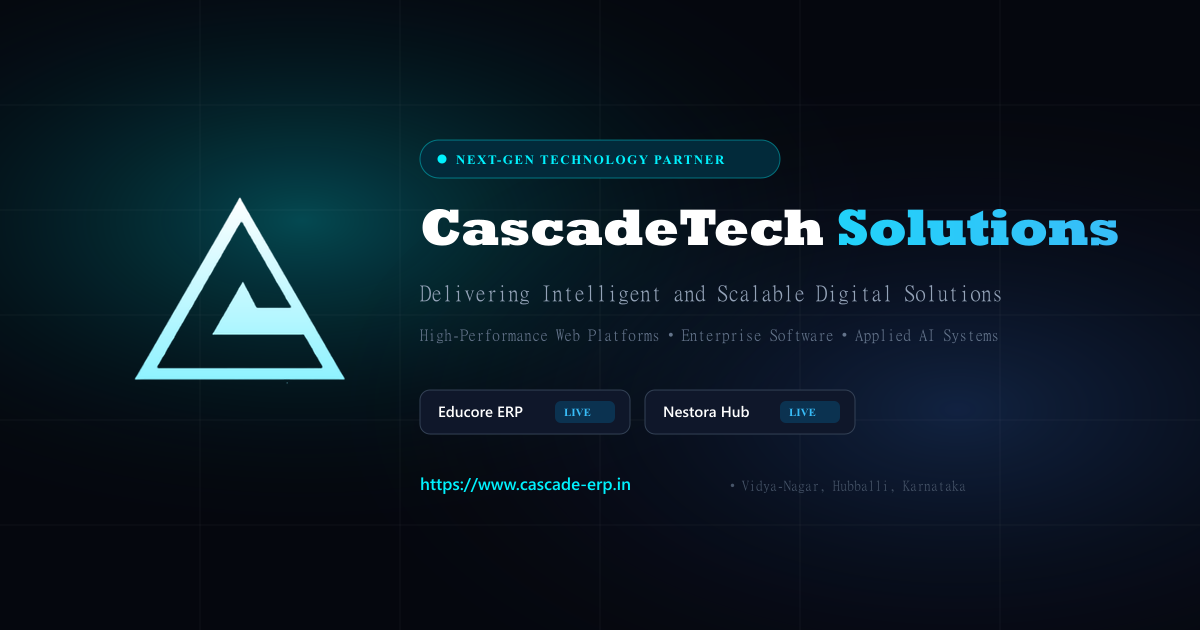 NEXT-GEN TECHNOLOGY PARTNER
CascadeTech Solutions
Delivering Intelligent and Scalable Digital Solutions
High-Performance Web Platforms • Enterprise Software • Applied AI Systems
Educore ERP LIVE Nestora Hub LIVE
https://www.cascade-erp.in • Vidya-Nagar, Hubballi, Karnataka